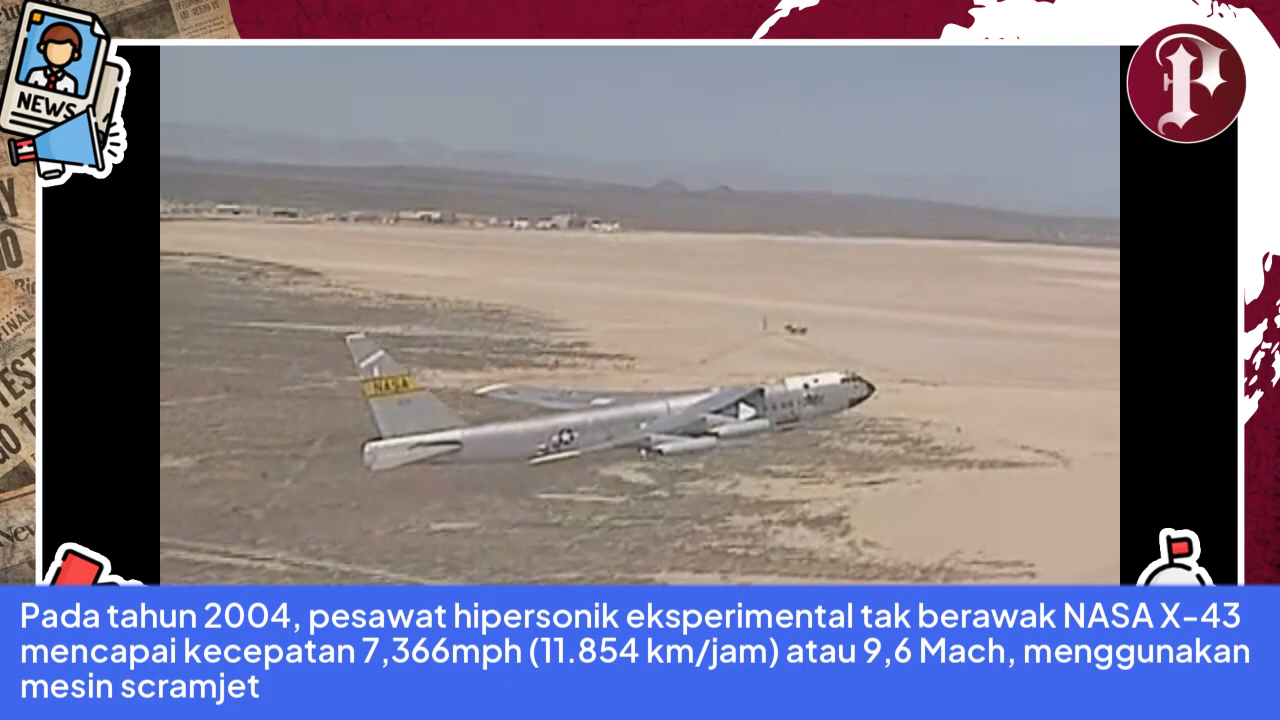 NEWS
NASA
Pada tahun 2004, pesawat hipersonik eksperimental tak berawak NASA X-43
mencapai kecepatan 7,366mph (11.854 km/jam) atau 9,6 Mach, menggunakan
mesin scramjet